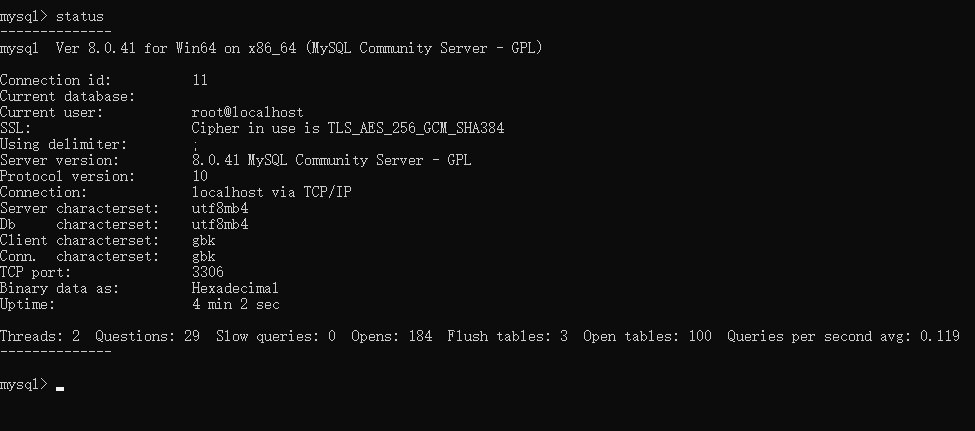 mysql> status
--------------
mysql  Ver 8.0.41 for Win64 on x86_64 (MySQL Community Server - GPL)
Connection id:          11
Current database:
Current user:           root@localhost
SSL:                    Cipher in use is TLS_AES_256_GCM_SHA384
Using delimiter:        ;
Server version:         8.0.41 MySQL Community Server - GPL
Protocol version:       10
Connection:             localhost via TCP/IP
Server characterset:    utf8mb4
Db     characterset:    utf8mb4
Client characterset:    gbk
Conn.  characterset:    gbk
TCP port:               3306
Binary data as:         Hexadecimal
Uptime:                 4 min 2 sec
Threads: 2  Questions: 29  Slow queries: 0  Opens: 184  Flush tables: 3  Open tables: 100  Queries per second avg: 0.119
--------------
mysql>